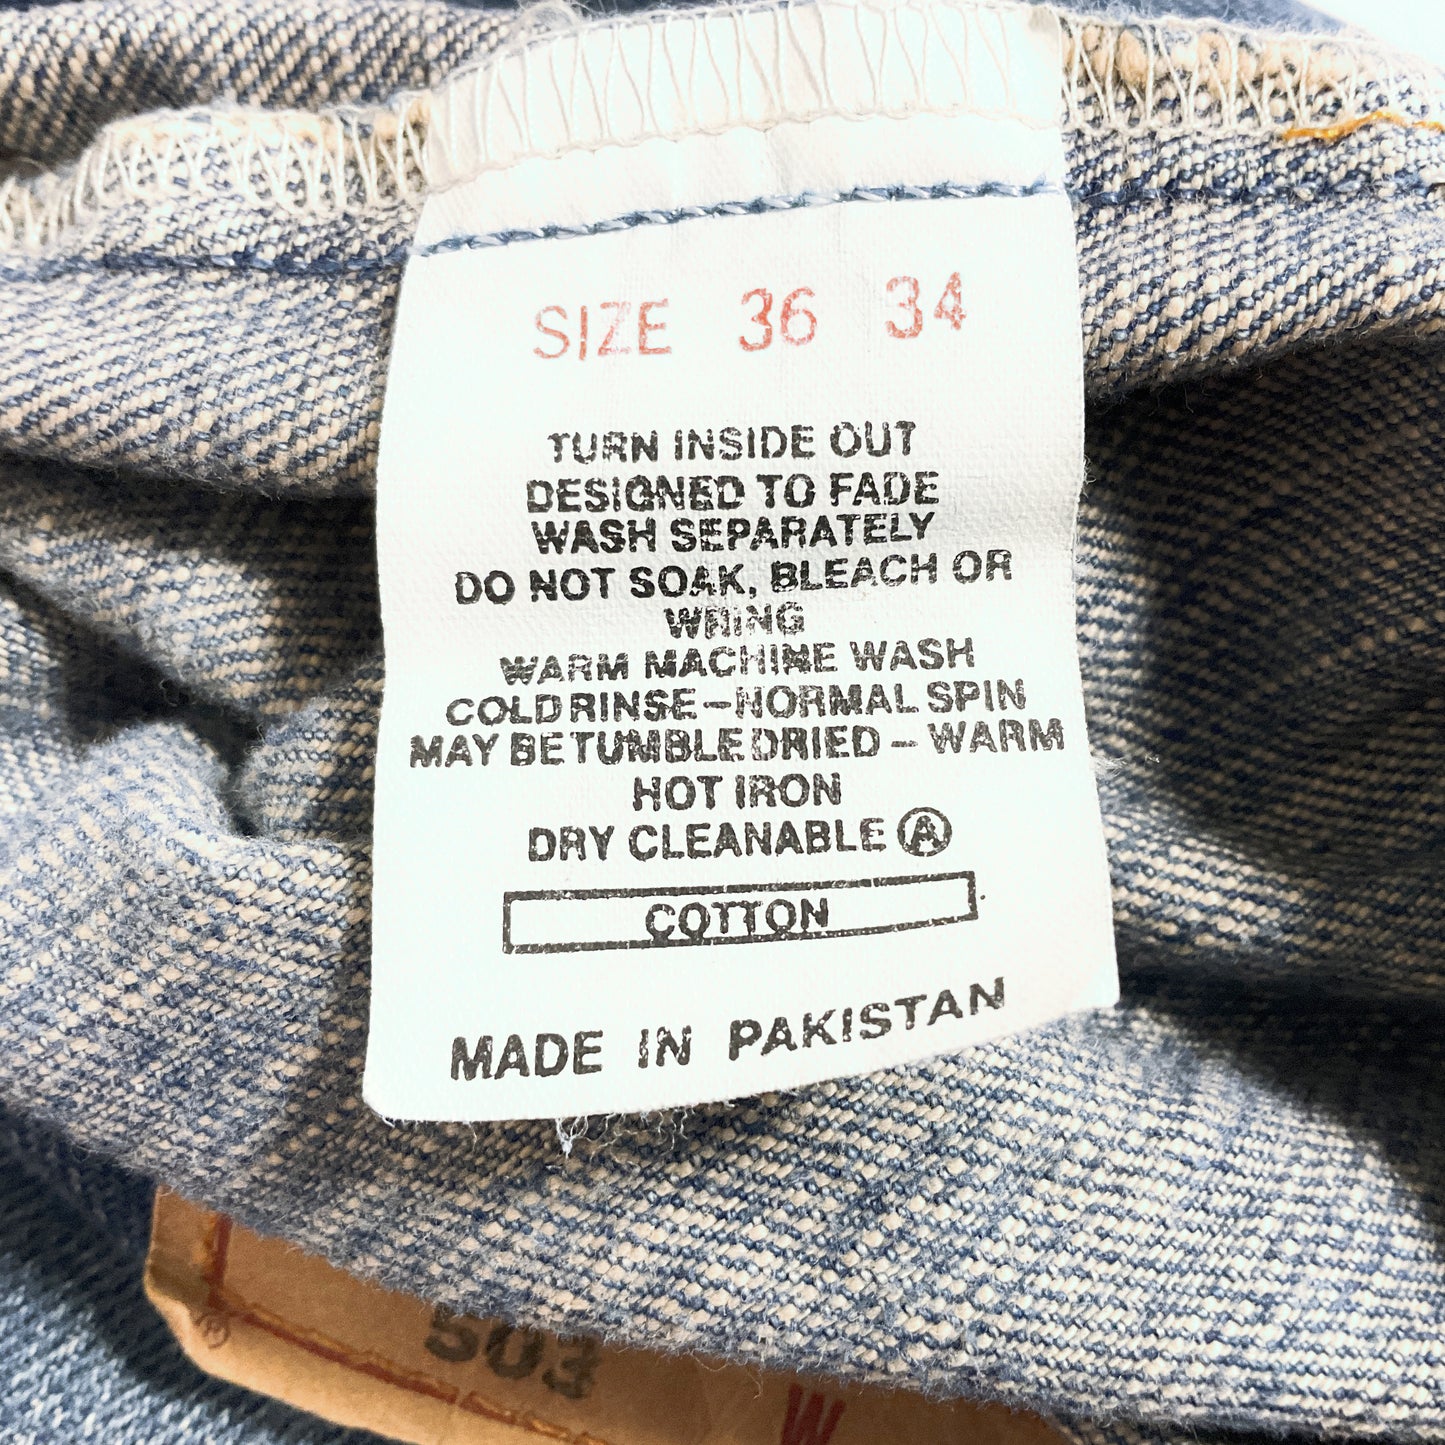 SIZE 36 34
TURN INSIDE OUT
DESIGNED TO FADE
WASH SEPARATELY
DO NOT SOAK, BLEACH OR
WRING
WARM MACHINE WASH
COLD RINSE – NORMAL SPIN
MAY BE TUMBLE DRIED – WARM
HOT IRON
DRY CLEANABLE Ⓐ
COTTON
MADE IN PAKISTAN
®
503
W